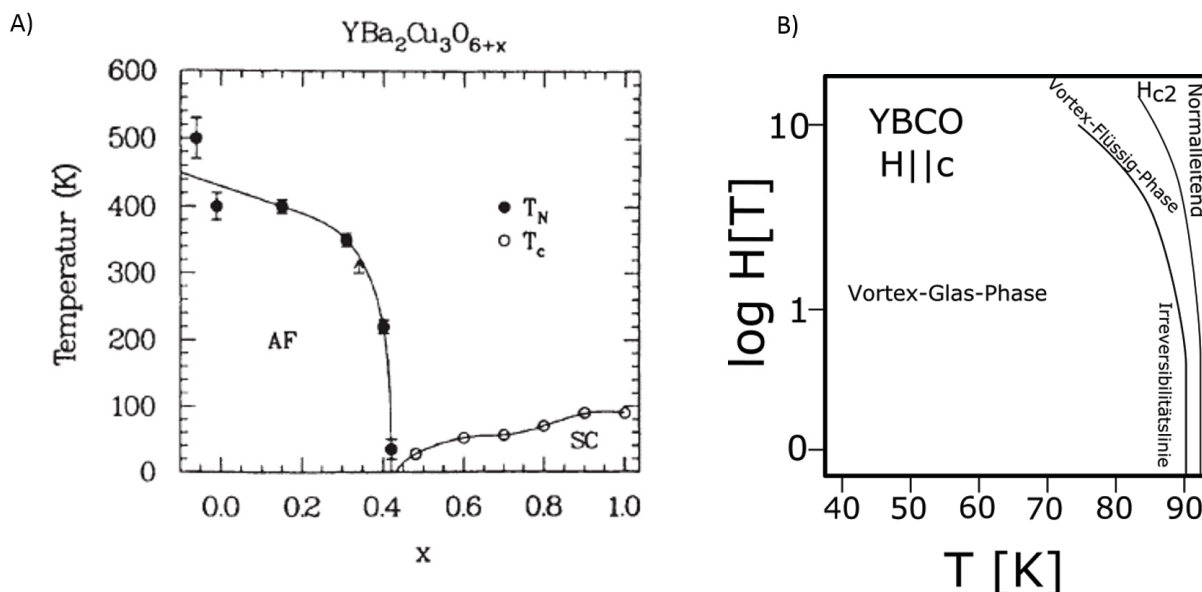 A)
YBa₂Cu₃O₆₊ₓ
Temperatur (K)
600
500
400
300
200
100
0
T_N
T_c
AF
SC
0.0 0.2 0.4 0.6 0.8 1.0
x
B)
YBCO
H||c
Vortex-Flüssig-Phase
Hc2
Normalleitend
Vortex-Glas-Phase
Irreversibilitätslinie
log H[T]
10
1
0
40 50 60 70 80 90
T [K]